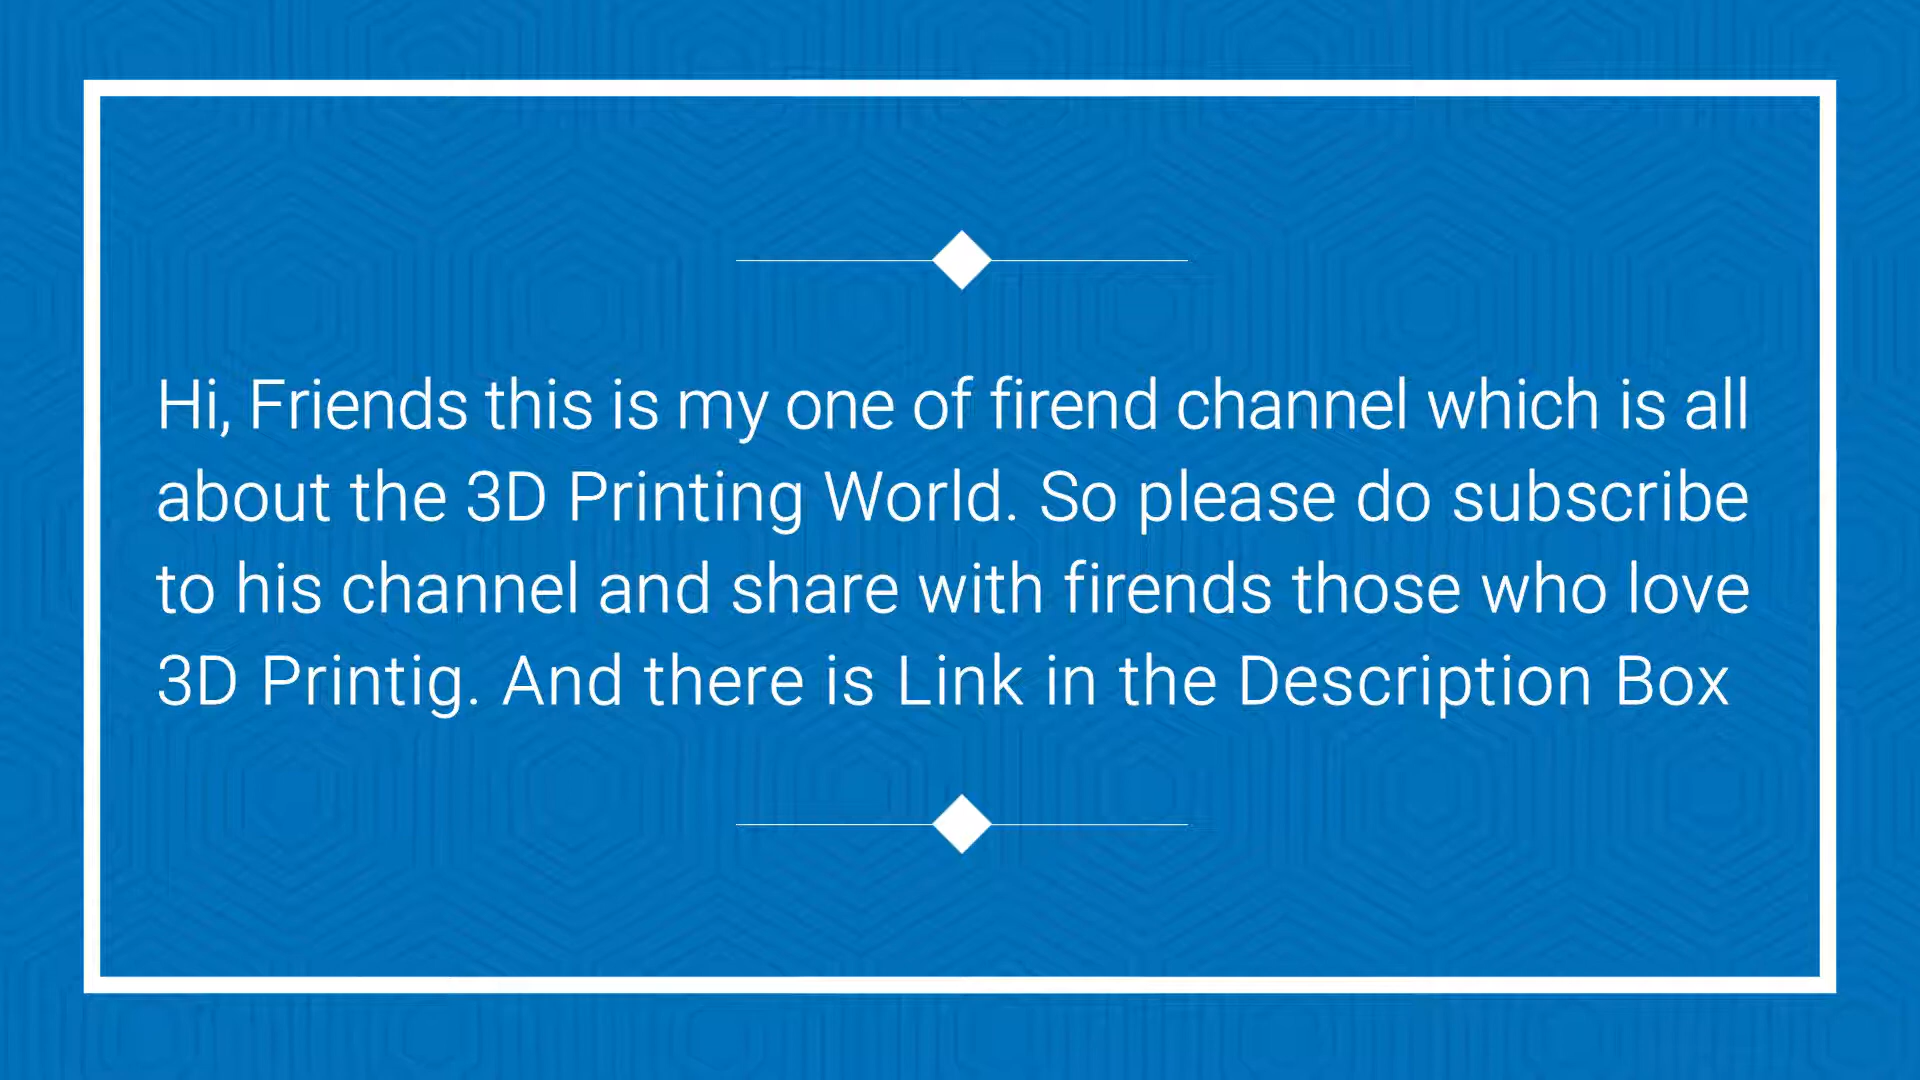 Hi, Friends this is my one of firend channel which is all
about the 3D Printing World. So please do subscribe
to his channel and share with firends those who love
3D Printig. And there is Link in the Description Box